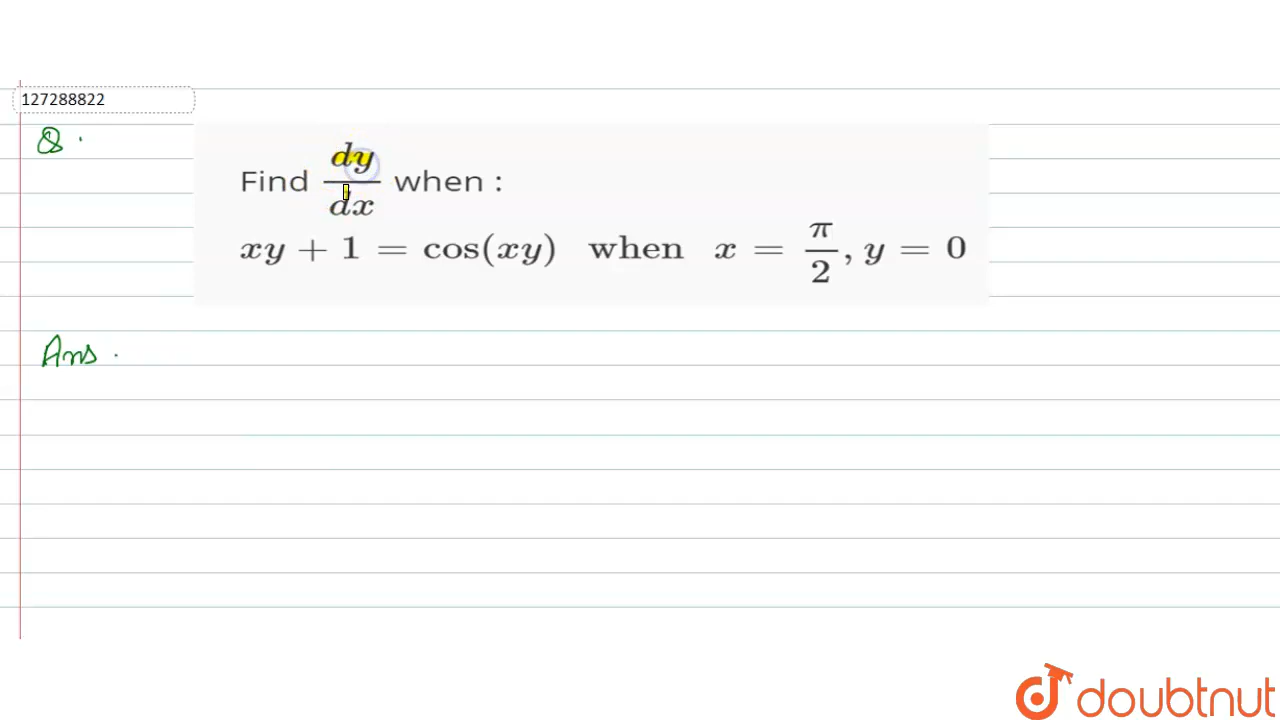 127288822
Q.
Find dy/dx when :
xy + 1 = cos(xy) when x = π/2, y = 0
Ans.
doubtnut